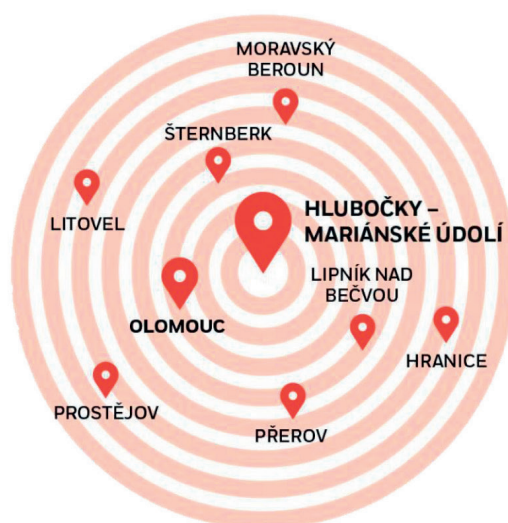 MORAVSKÝ
BEROUN
ŠTERNBERK
LITOVEL
HLUBOČKY –
MARIÁNSKÉ ÚDOLÍ
LIPNÍK NAD
BEČVOU
OLOMOUC
HRANICE
PROSTĚJOV
PŘEROV